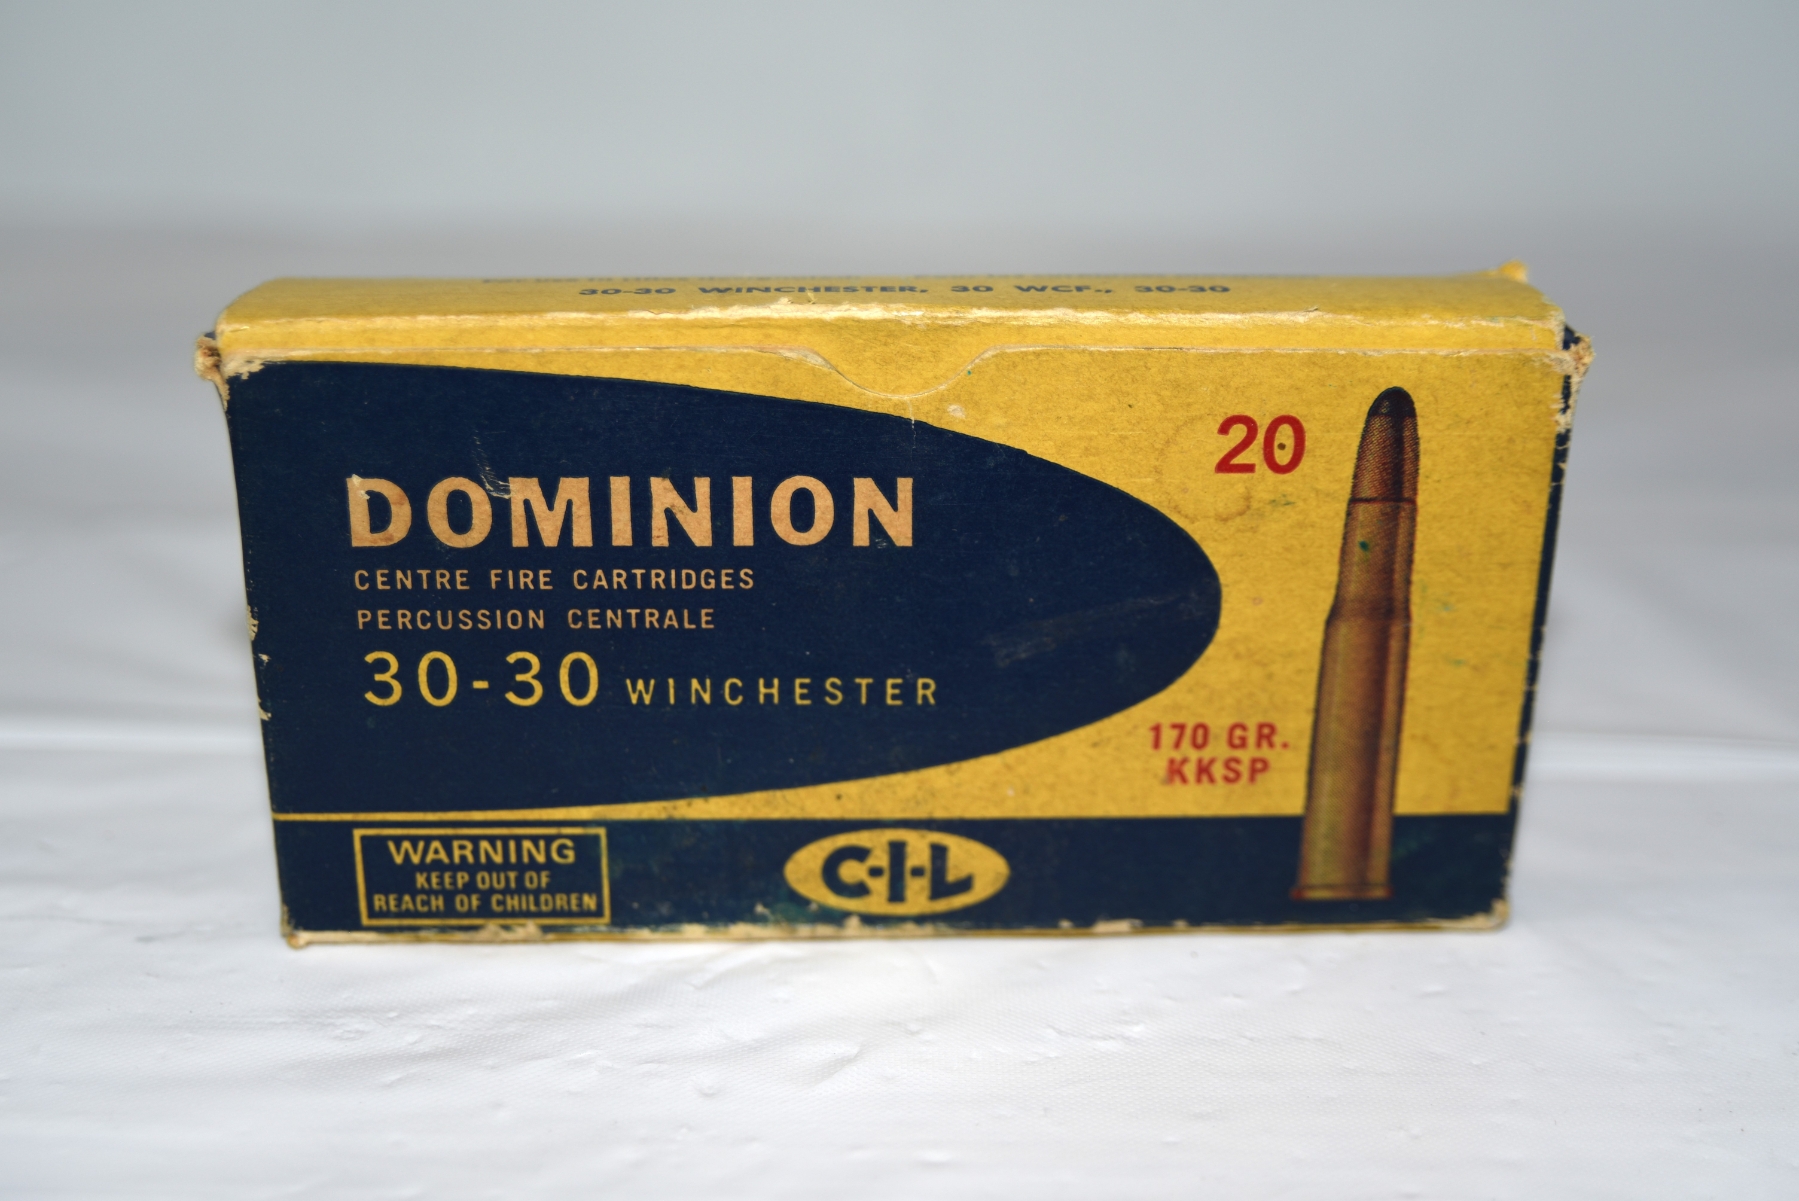 30-30 WINCHESTER, 30 WCF., 30-30
20
DOMINION
CENTRE FIRE CARTRIDGES
PERCUSSION CENTRALE
30-30 WINCHESTER
170 GR.
KKSP
WARNING
KEEP OUT OF
REACH OF CHILDREN
C-I-L